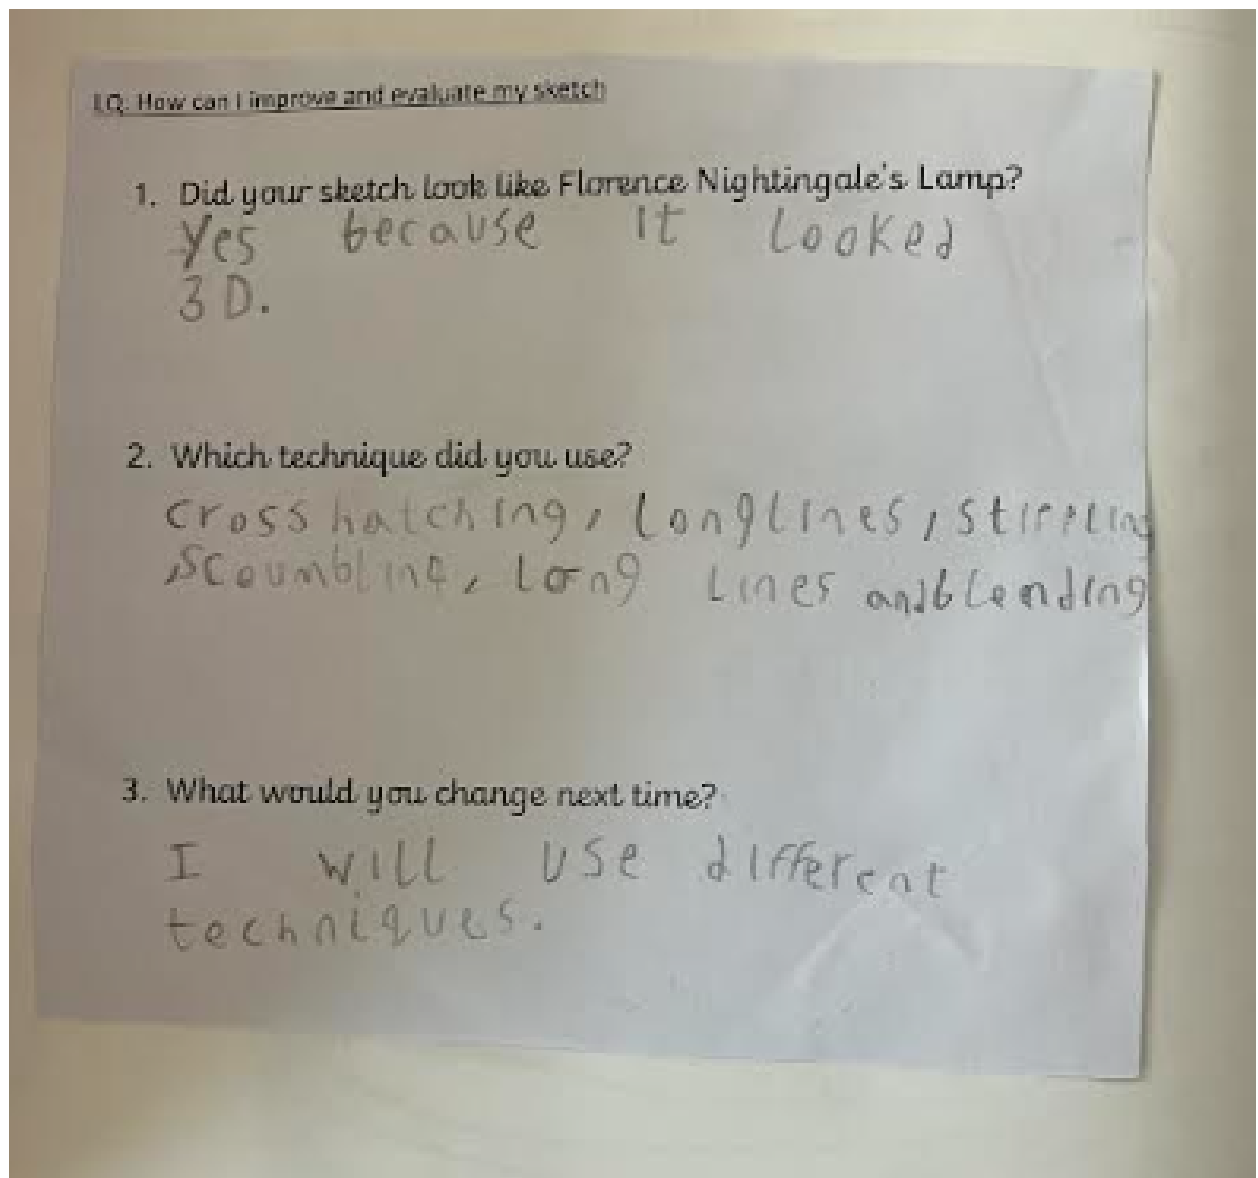 LQ: How can I improve and evaluate my sketch
1. Did your sketch look like Florence Nightingale's Lamp?
Yes because it Looked
3D.
2. Which technique did you use?
cross hatching, Long Lines, stippling
,scoumbling, Long Lines and blending
3. What would you change next time?
I will use different
techniques.